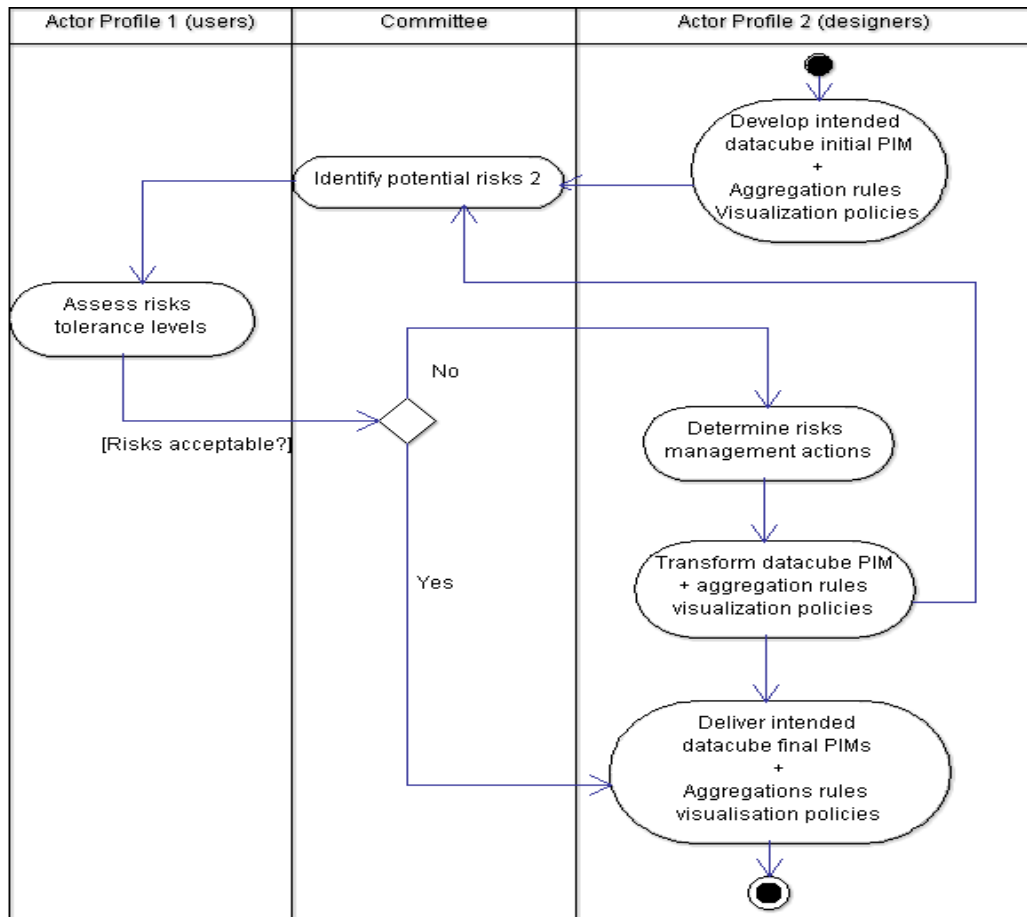 Actor Profile 1 (users)
Committee
Actor Profile 2 (designers)
Develop intended
datacube initial PIM
+
Aggregation rules
Visualization policies
Identify potential risks 2
Assess risks
tolerance levels
No
[Risks acceptable?]
Determine risks
management actions
Yes
Transform datacube PIM
+ aggregation rules
visualization policies
Deliver intended
datacube final PIMs
+
Aggregations rules
visualisation policies